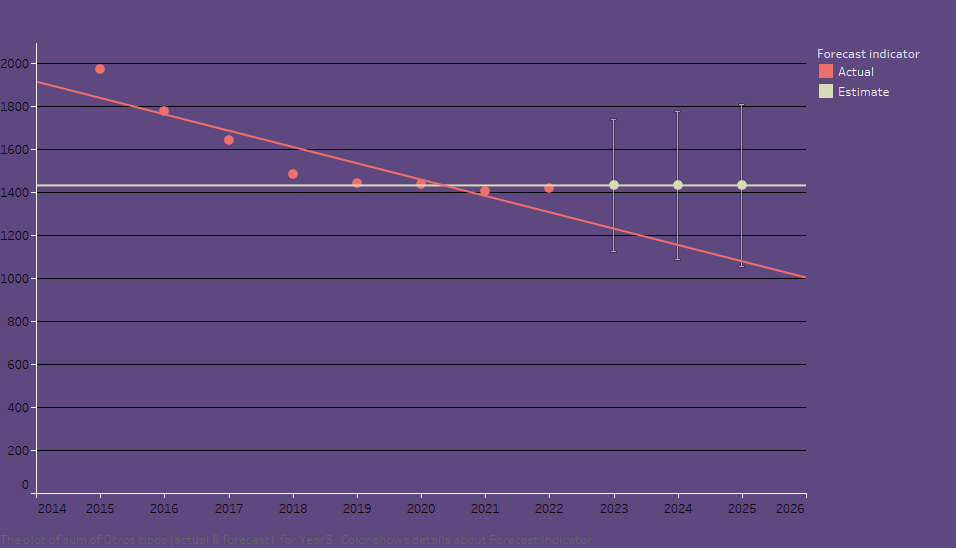 Forecast indicator
Actual
Estimate
2000
1800
1600
1400
1200
1000
800
600
400
200
0
2014 2015 2016 2017 2018 2019 2020 2021 2022 2023 2024 2025 2026
The plot of sum of Otros tipos (actual & forecast) for Year3. Color shows details about Forecast indicator.